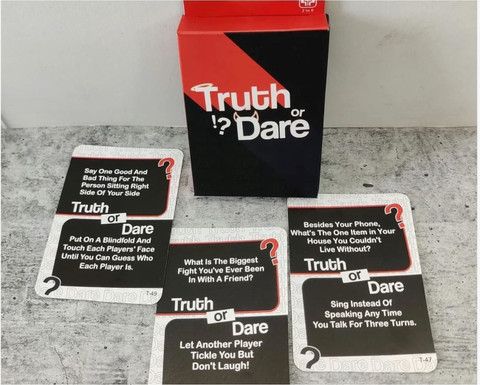 Truth
or
!? Dare
Say One Good And
Bad Thing For The
Person Sitting Right
Side Of Your Side
?
Truth
or
Dare
Put On A Blindfold And
Touch Each Players' Face
Until You Can Guess Who
Each Player Is.
?
T-49
What Is The Biggest
Fight You've Ever Been
In With A Friend?
?
Truth
or
Dare
Let Another Player
Tickle You But
Don't Laugh!
Besides Your Phone,
What's The One Item in Your
House You Couldn't
Live Without?
?
Truth
or
Dare
Sing Instead Of
Speaking Any Time
You Talk For Three Turns.
?
T-47